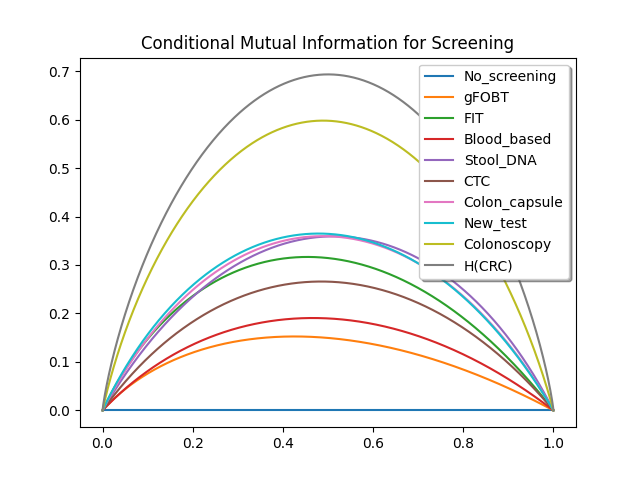 Conditional Mutual Information for Screening
0.7
0.6
0.5
0.4
0.3
0.2
0.1
0.0
No_screening
gFOBT
FIT
Blood_based
Stool_DNA
CTC
Colon_capsule
New_test
Colonoscopy
H(CRC)
0.0 0.2 0.4 0.6 0.8 1.0